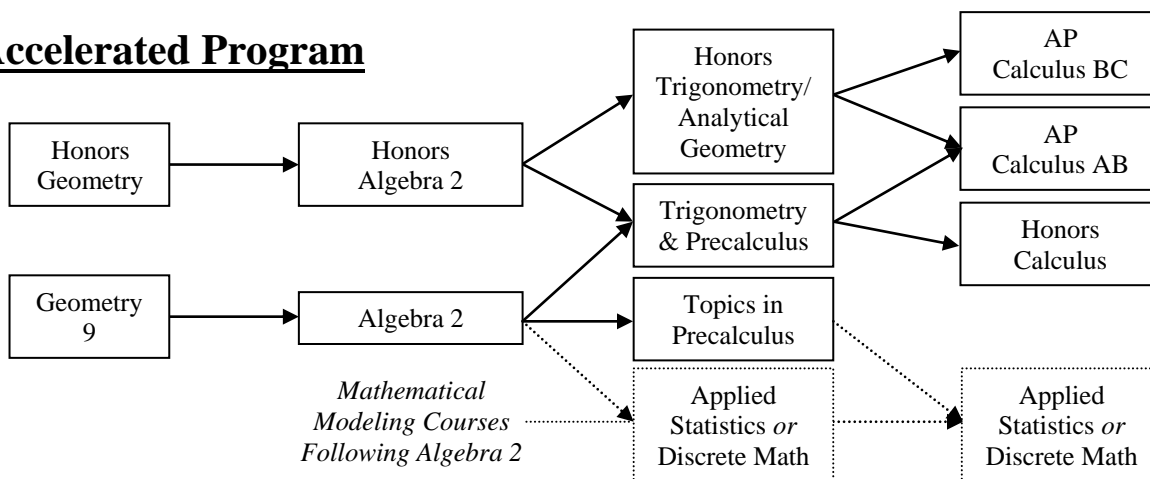 Accelerated Program
Honors
Geometry
Honors
Algebra 2
Honors
Trigonometry/
Analytical
Geometry
AP
Calculus BC
AP
Calculus AB
Trigonometry
& Precalculus
Honors
Calculus
Geometry
9
Algebra 2
Topics in
Precalculus
Mathematical
Modeling Courses
Following Algebra 2
Applied
Statistics or
Discrete Math
Applied
Statistics or
Discrete Math